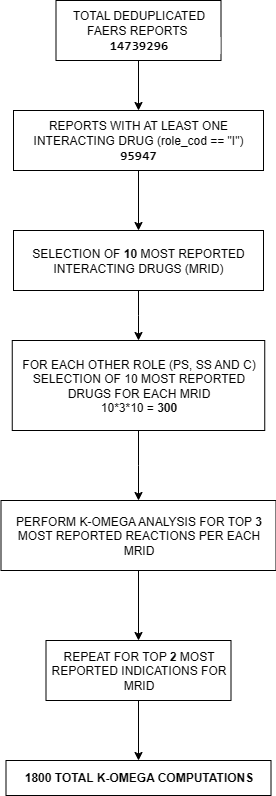 TOTAL DEDUPLICATED
FAERS REPORTS
14739296
REPORTS WITH AT LEAST ONE
INTERACTING DRUG (role_cod == "I")
95947
SELECTION OF 10 MOST REPORTED
INTERACTING DRUGS (MRID)
FOR EACH OTHER ROLE (PS, SS AND C)
SELECTION OF 10 MOST REPORTED
DRUGS FOR EACH MRID
10*3*10 = 300
PERFORM K-OMEGA ANALYSIS FOR TOP 3
MOST REPORTED REACTIONS PER EACH
MRID
REPEAT FOR TOP 2 MOST
REPORTED INDICATIONS FOR
MRID
1800 TOTAL K-OMEGA COMPUTATIONS